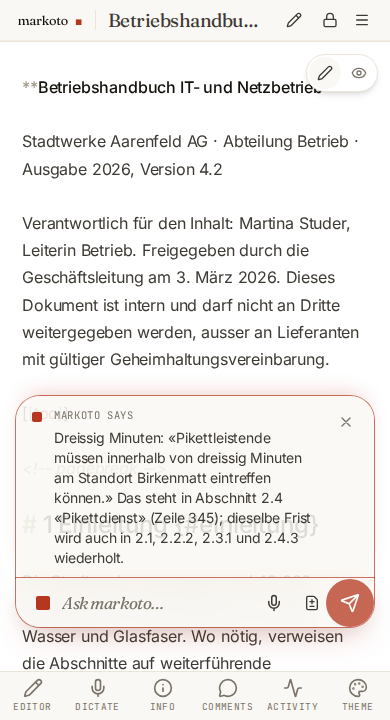 markoto
Betriebshandbu...
**Betriebshandbuch IT- und Netzbetrieb
Stadtwerke Aarenfeld AG · Abteilung Betrieb ·
Ausgabe 2026, Version 4.2
Verantwortlich für den Inhalt: Martina Studer,
Leiterin Betrieb. Freigegeben durch die
Geschäftsleitung am 3. März 2026. Dieses
Dokument ist intern und darf nicht an Dritte
weitergegeben werden, ausser an Lieferanten
mit gültiger Geheimhaltungsvereinbarung.
MARKOTO SAYS
Dreissig Minuten: «Pikettleistende
müssen innerhalb von dreissig Minuten
am Standort Birkenmatt eintreffen
können.» Das steht in Abschnitt 2.4
«Pikettdienst» (Zeile 345); dieselbe Frist
wird auch in 2.1, 2.2.2, 2.3.1 und 2.4.3
wiederholt.
<!-- pagebreak -->
# 1 Einleitung {#einleitung}
Ask markoto...
Wasser und Glasfaser. Wo nötig, verweisen
die Abschnitte auf weiterführende
EDITOR
DICTATE
INFO
COMMENTS
ACTIVITY
THEME